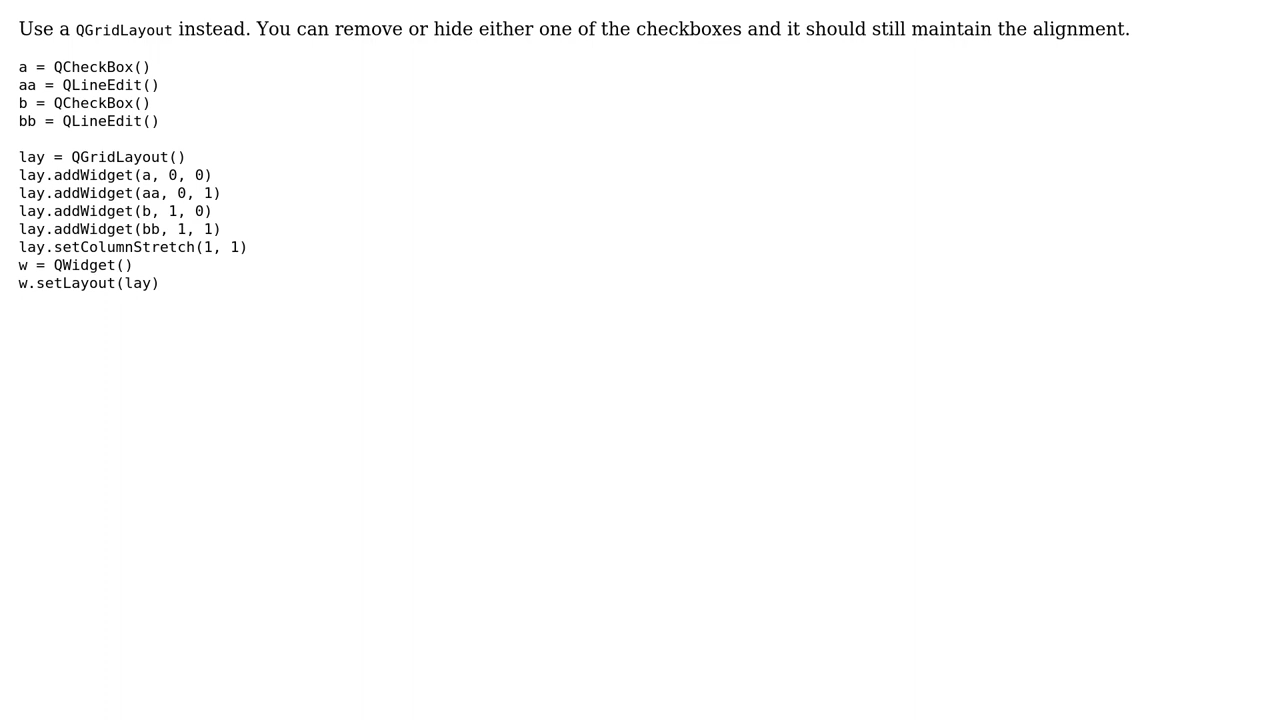 Use a QGridLayout instead. You can remove or hide either one of the checkboxes and it should still maintain the alignment.
a = QCheckBox()
aa = QLineEdit()
b = QCheckBox()
bb = QLineEdit()
lay = QGridLayout()
lay.addWidget(a, 0, 0)
lay.addWidget(aa, 0, 1)
lay.addWidget(b, 1, 0)
lay.addWidget(bb, 1, 1)
lay.setColumnStretch(1, 1)
w = QWidget()
w.setLayout(lay)